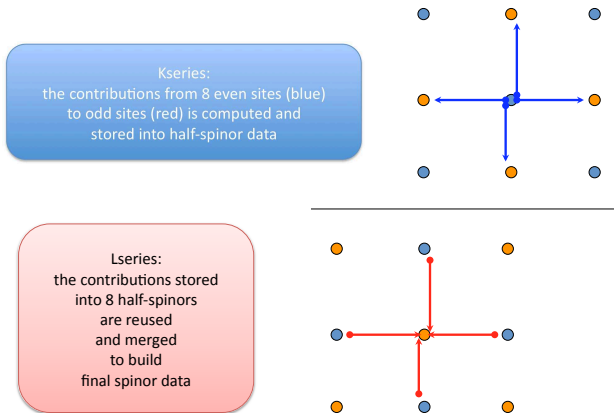 Kseries:
the contributions from 8 even sites (blue)
to odd sites (red) is computed and
stored into half-spinor data
Lseries:
the contributions stored
into 8 half-spinors
are reused
and merged
to build
final spinor data